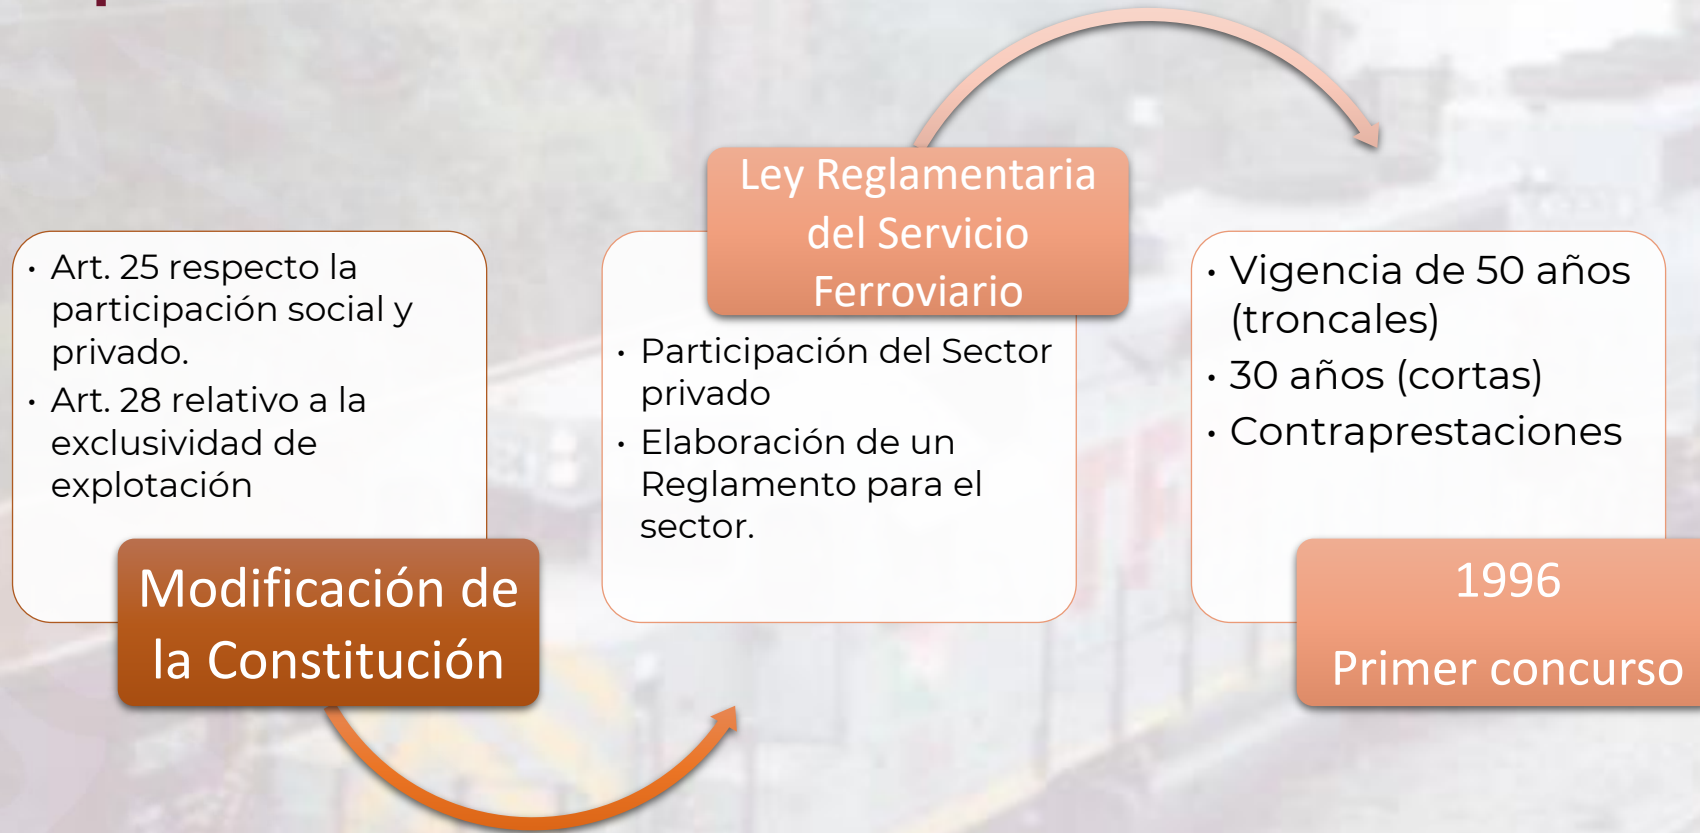 · Art. 25 respecto la
participación social y
privado.
· Art. 28 relativo a la
exclusividad de
explotación
Modificación de
la Constitución
Ley Reglamentaria
del Servicio
Ferroviario
· Participación del Sector
privado
· Elaboración de un
Reglamento para el
sector.
· Vigencia de 50 años
(troncales)
· 30 años (cortas)
· Contraprestaciones
1996
Primer concurso